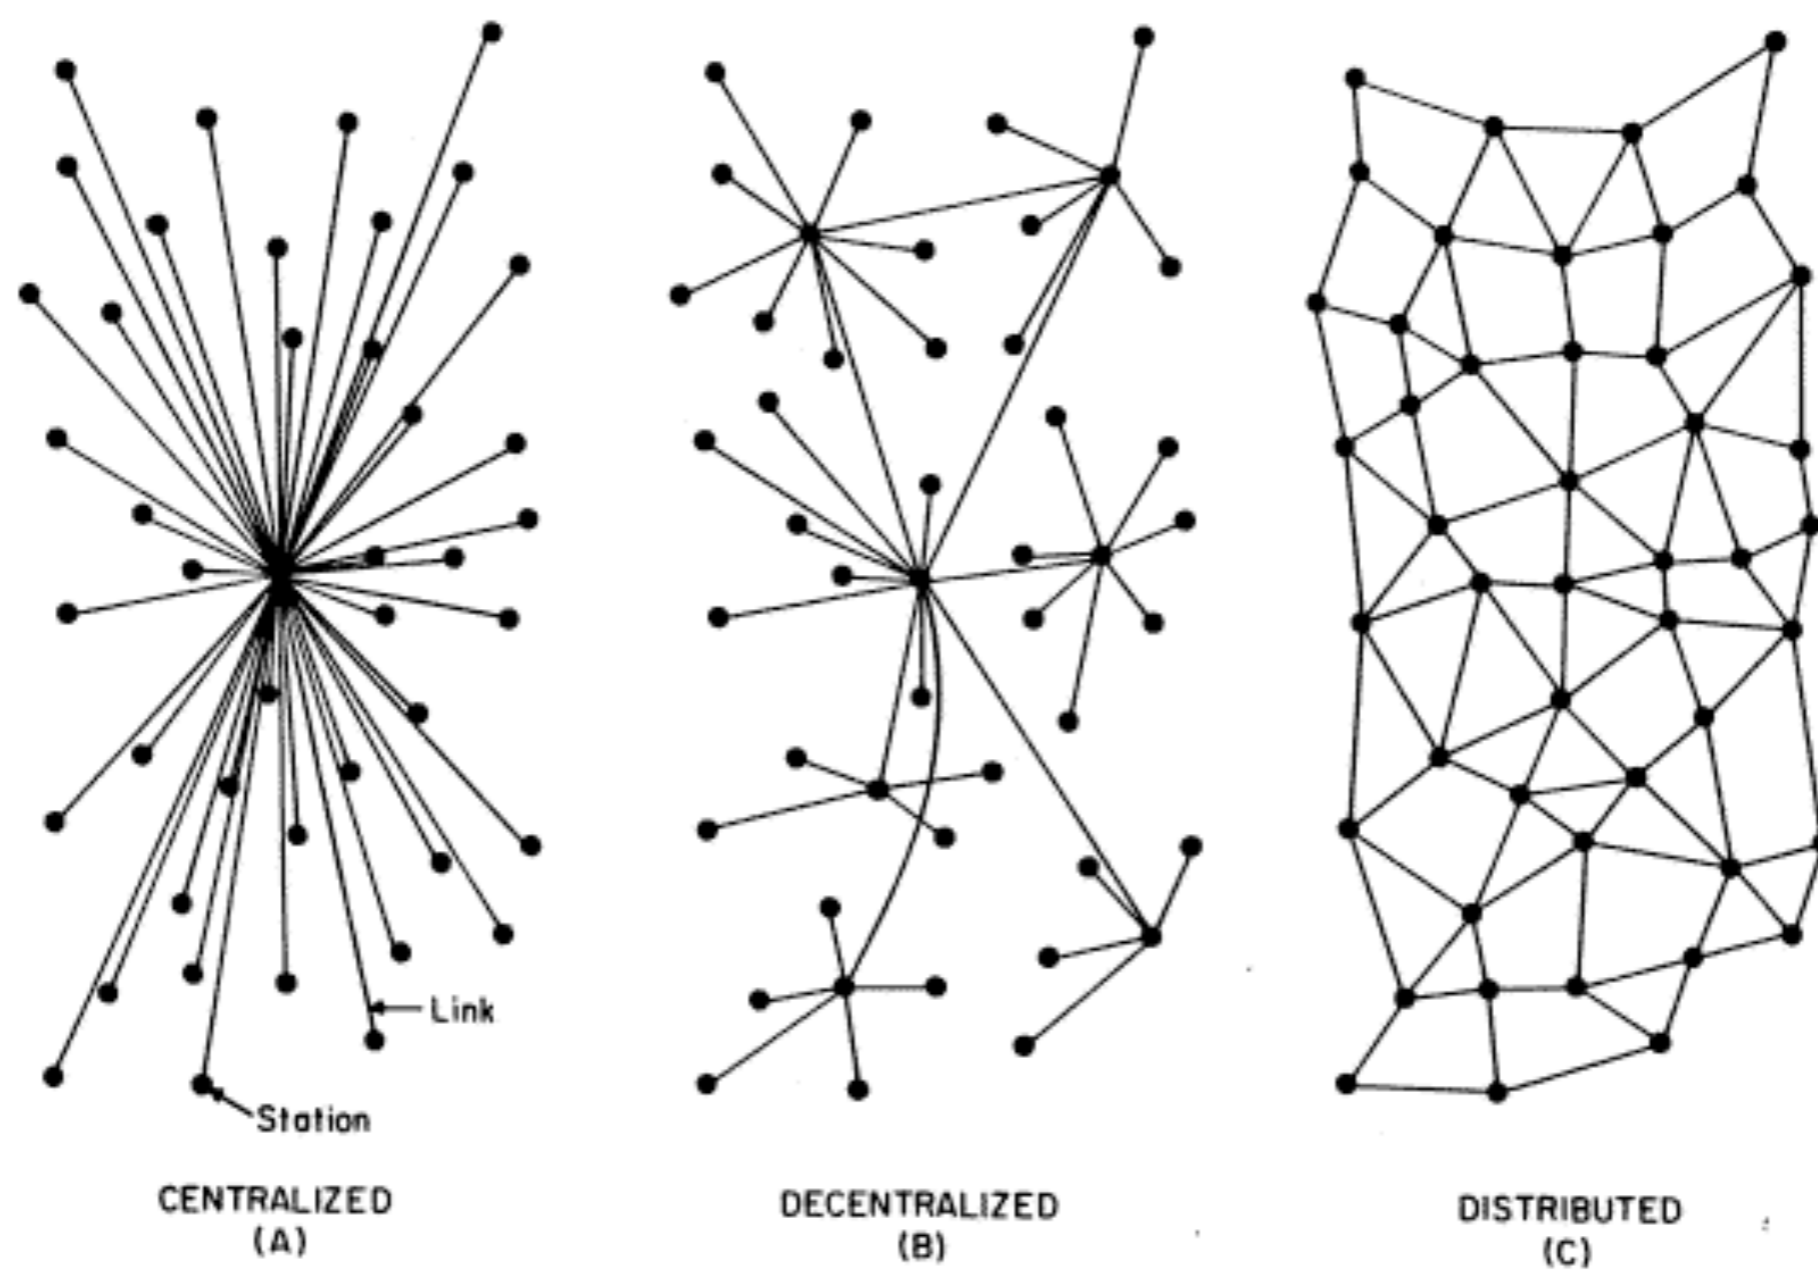 Link
Station
CENTRALIZED
(A)
DECENTRALIZED
(B)
DISTRIBUTED
(C)